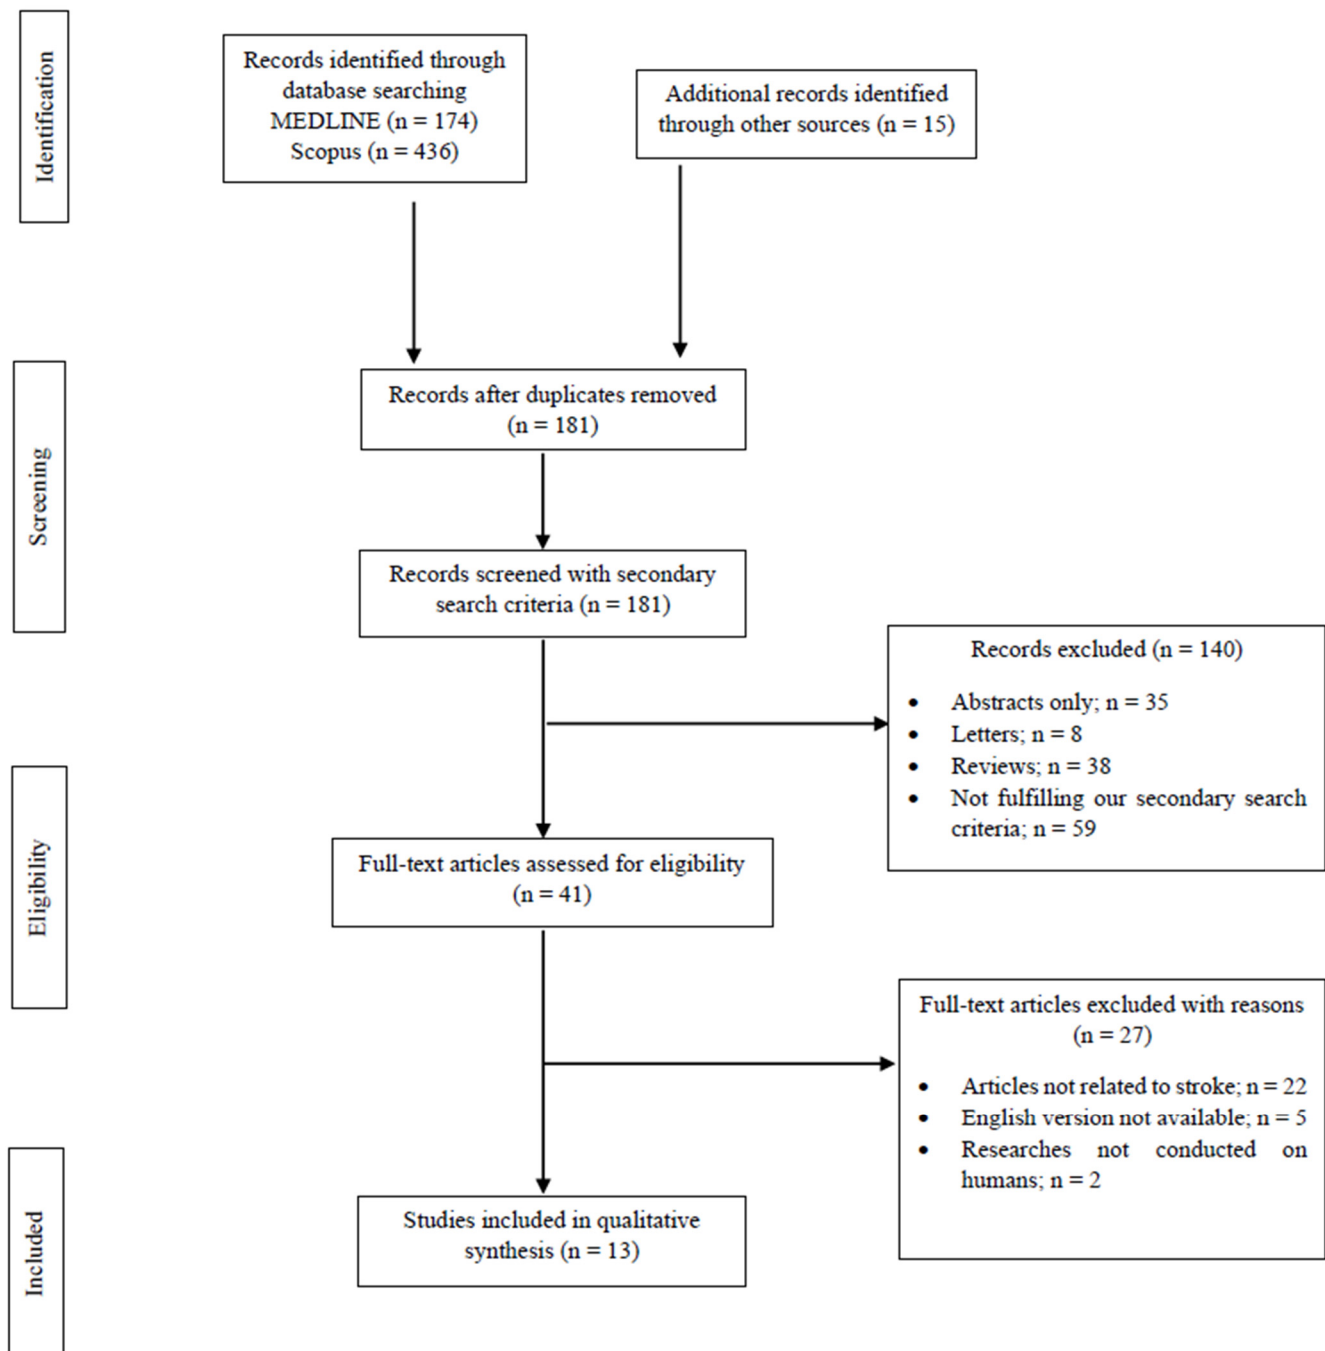 Identification
Records identified through
database searching
MEDLINE (n = 174)
Scopus (n = 436)
Additional records identified
through other sources (n = 15)
Screening
Records after duplicates removed
(n = 181)
Records screened with secondary
search criteria (n = 181)
Records excluded (n = 140)
• Abstracts only; n = 35
• Letters; n = 8
• Reviews; n = 38
• Not fulfilling our secondary search
criteria; n = 59
Eligibility
Full-text articles assessed for eligibility
(n = 41)
Full-text articles excluded with reasons
(n = 27)
• Articles not related to stroke; n = 22
• English version not available; n = 5
• Researches not conducted on
humans; n = 2
Included
Studies included in qualitative
synthesis (n = 13)